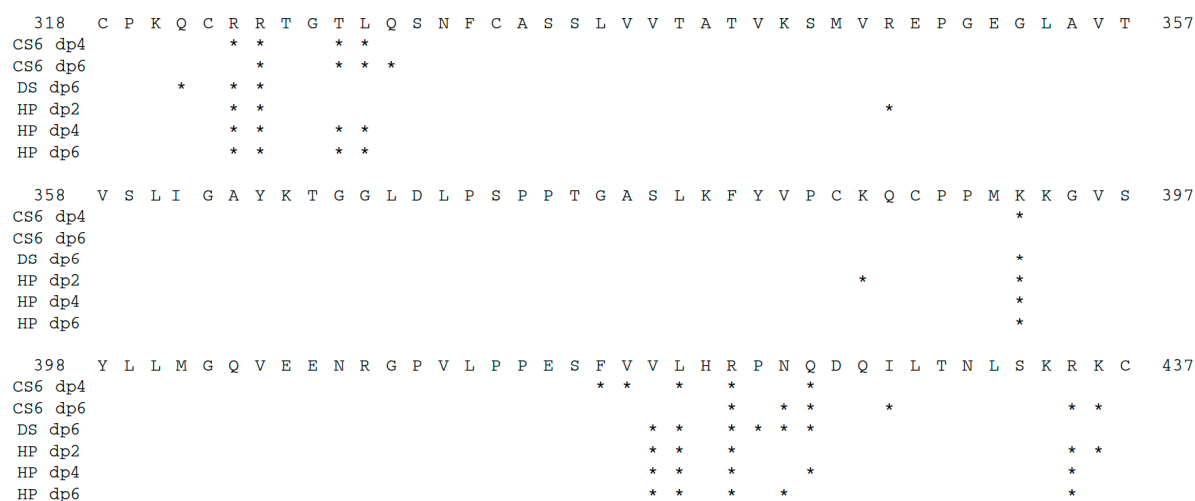 318 C P K Q C R R T G T L Q S N F C A S S L V V T A T V K S M V R E P G E G L A V T 357
CS6 dp4 * * * *
CS6 dp6 * * * *
DS dp6 * * *
HP dp2 * * *
HP dp4 * * * *
HP dp6 * * * *
358 V S L I G A Y K T G G L D L P S P P T G A S L K F Y V P C K Q C P P M K K G V S 397
CS6 dp4 *
CS6 dp6
DS dp6 *
HP dp2 * *
HP dp4 *
HP dp6 *
398 Y L L M G Q V E E N R G P V L P P E S F V V L H R P N Q D Q I L T N L S K R K C 437
CS6 dp4 * * * * *
CS6 dp6 * * * * * *
DS dp6 * * * * * *
HP dp2 * * * * *
HP dp4 * * * * *
HP dp6 * * * * *